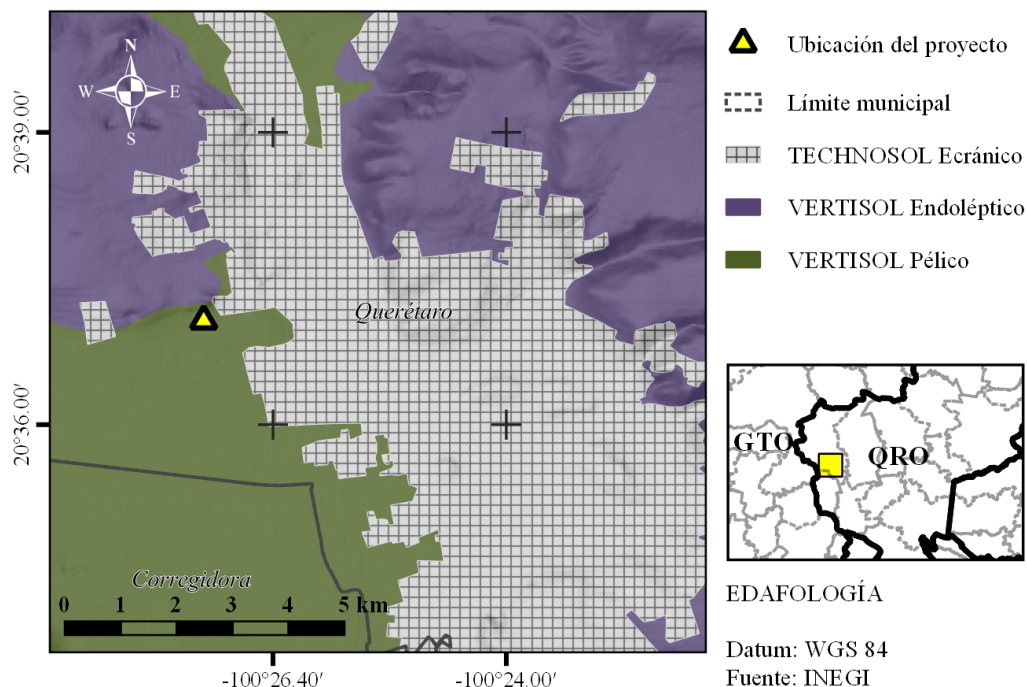 N
W
E
S
20°39.00'
20°36.00'
Querétaro
Corregidora
0 1 2 3 4 5 km
-100°26.40'
-100°24.00'
Ubicación del proyecto
Límite municipal
TECHNOSOL Ecránico
VERTISOL Endoléptico
VERTISOL Pélico
GTO
QRO
EDAFOLOGÍA
Datum: WGS 84
Fuente: INEGI